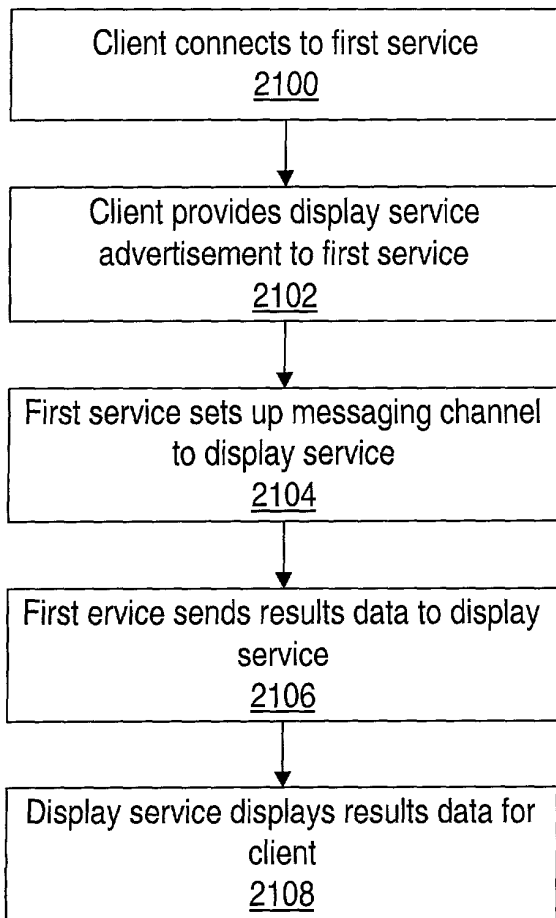 Client connects to first service
2100
Client provides display service
advertisement to first service
2102
First service sets up messaging channel
to display service
2104
First ervice sends results data to display
service
2106
Display service displays results data for
client
2108